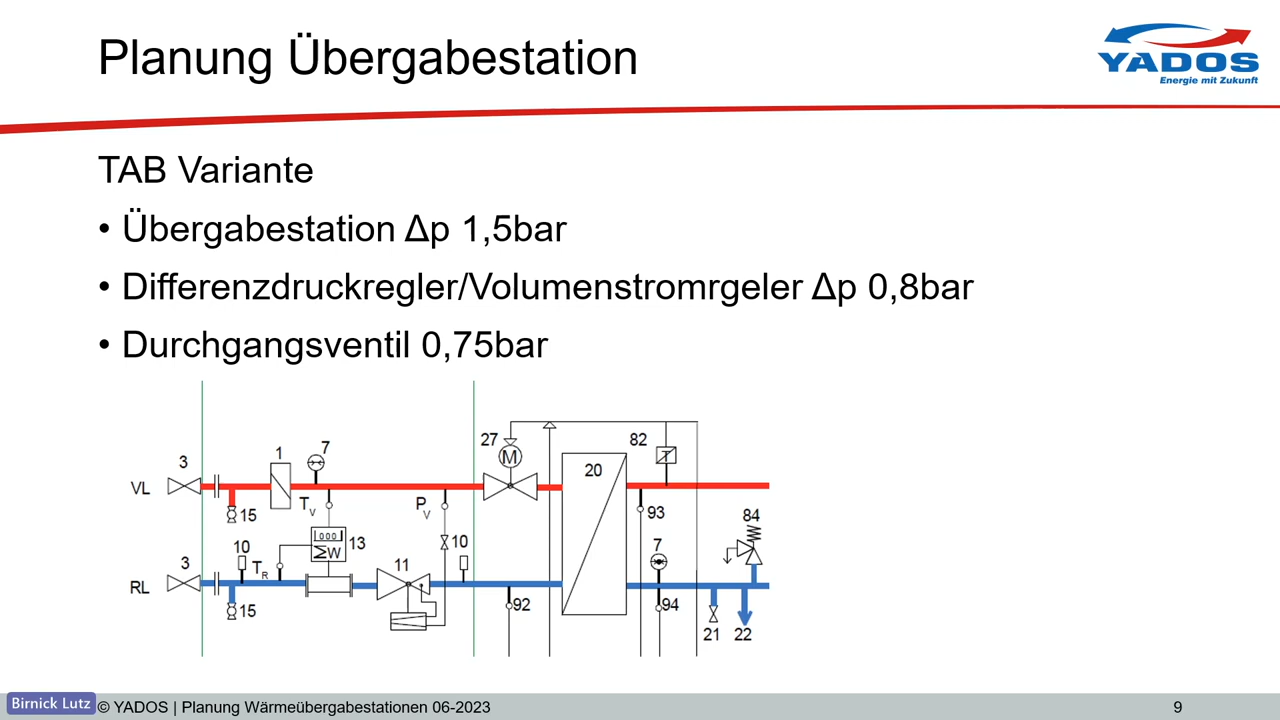 Planung Übergabestation
YADOS
Energie mit Zukunft
TAB Variante
• Übergabestation Δp 1,5bar
• Differenzdruckregler/Volumenstromrgeler Δp 0,8bar
• Durchgangsventil 0,75bar
27 82
3 1 7 M T
VL 20
15 TV PV 93 84
10 000 13 10 7
3 TR ΣW 11
RL
15 92 94
21 22
Birnick Lutz © YADOS | Planung Wärmeübergabestationen 06-2023 9